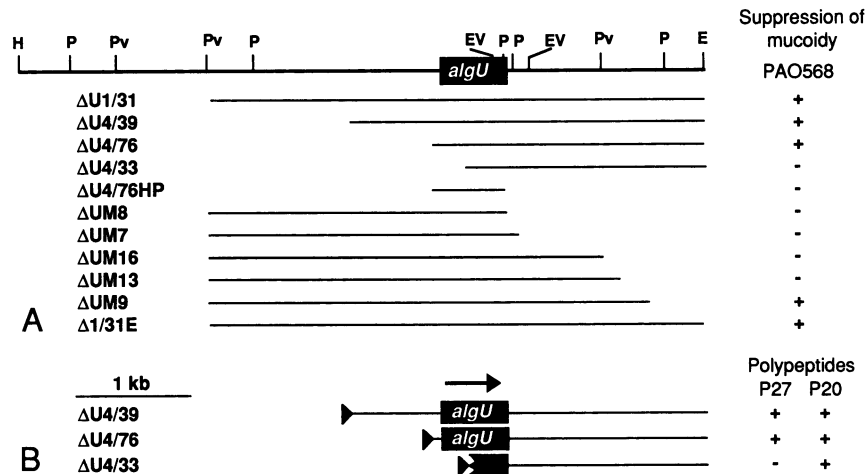 Suppression of
mucoidy
PAO568
H P Pv Pv P EV P P EV Pv P E
algU
ΔU1/31 +
ΔU4/39 +
ΔU4/76 +
ΔU4/33 -
ΔU4/76HP -
ΔUM8 -
ΔUM7 -
ΔUM16 -
ΔUM13 -
ΔUM9 +
Δ1/31E +
A
Polypeptides
1 kb P27 P20
ΔU4/39 algU + +
ΔU4/76 algU + +
ΔU4/33 - +
B